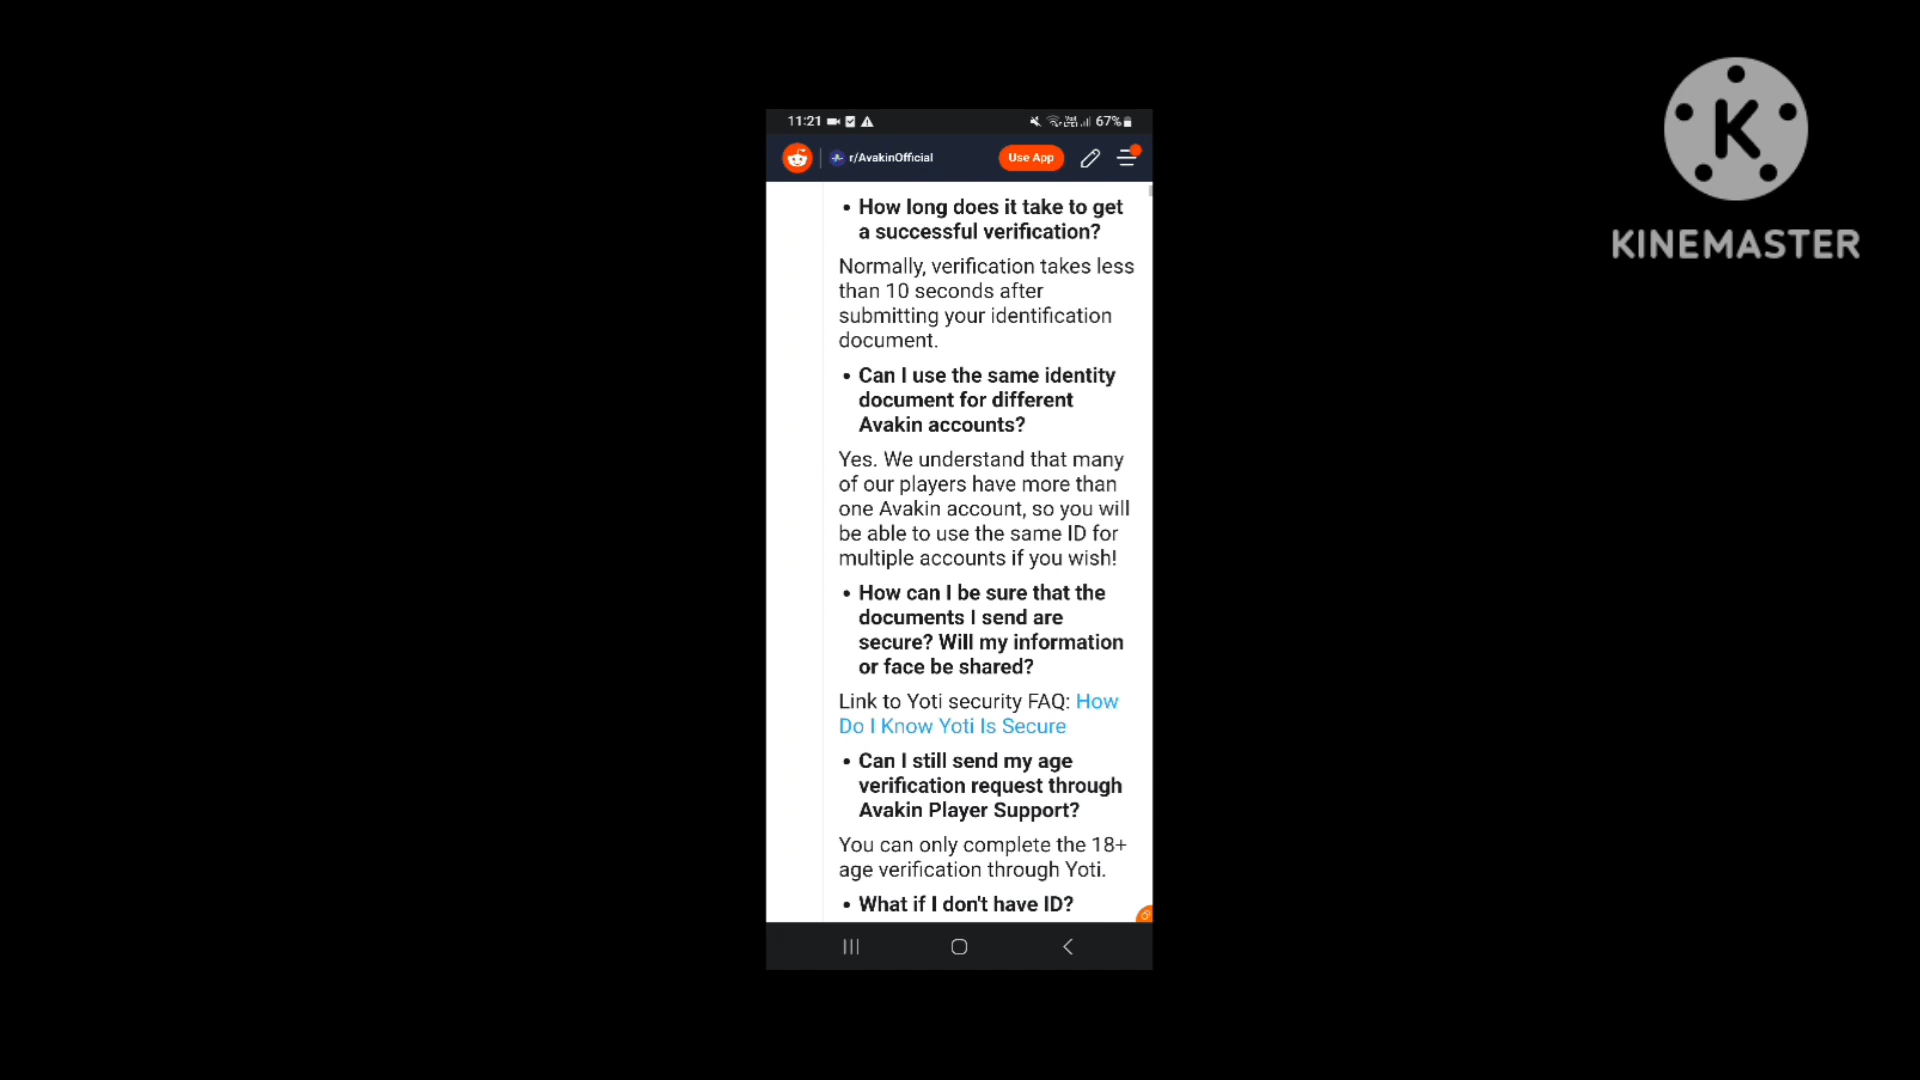 11:21
67%
r/AvakinOfficial
Use App
K
KINEMASTER
• How long does it take to get
a successful verification?
Normally, verification takes less
than 10 seconds after
submitting your identification
document.
• Can I use the same identity
document for different
Avakin accounts?
Yes. We understand that many
of our players have more than
one Avakin account, so you will
be able to use the same ID for
multiple accounts if you wish!
• How can I be sure that the
documents I send are
secure? Will my information
or face be shared?
Link to Yoti security FAQ: How
Do I Know Yoti Is Secure
• Can I still send my age
verification request through
Avakin Player Support?
You can only complete the 18+
age verification through Yoti.
• What if I don't have ID?